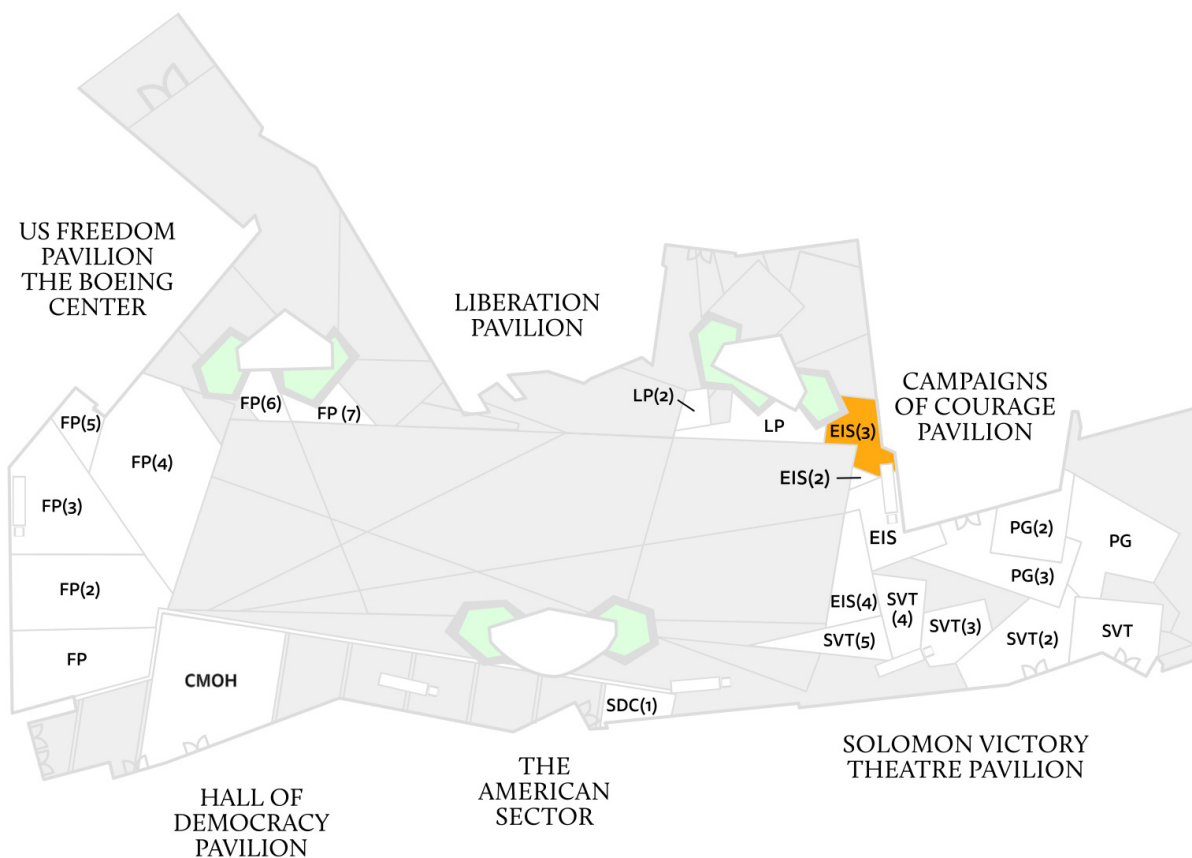 US FREEDOM
PAVILION
THE BOEING
CENTER
LIBERATION
PAVILION
CAMPAIGNS
OF COURAGE
PAVILION
LP(2)
FP(5)
FP(6)
FP (7)
LP
EIS(3)
FP(4)
EIS(2)
FP(3)
PG(2)
EIS
PG
PG(3)
FP(2)
EIS(4)
SVT
(4)
SVT(3)
SVT(5)
SVT(2)
SVT
FP
CMOH
SDC(1)
SOLOMON VICTORY
THEATRE PAVILION
THE
AMERICAN
SECTOR
HALL OF
DEMOCRACY
PAVILION